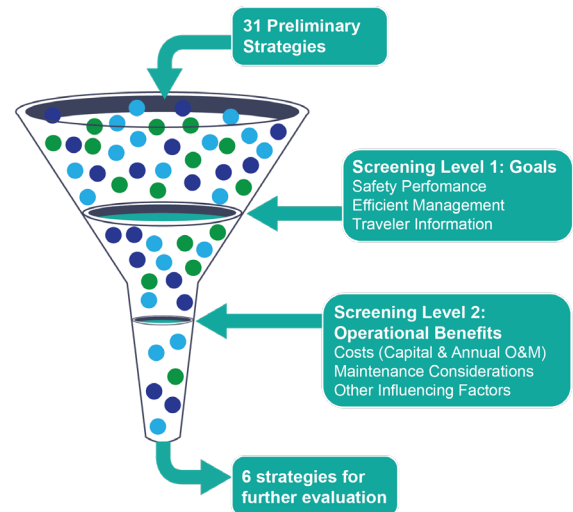 31 Preliminary
Strategies
Screening Level 1: Goals
Safety Perfomance
Efficient Management
Traveler Information
Screening Level 2:
Operational Benefits
Costs (Capital & Annual O&M)
Maintenance Considerations
Other Influencing Factors
6 strategies for
further evaluation